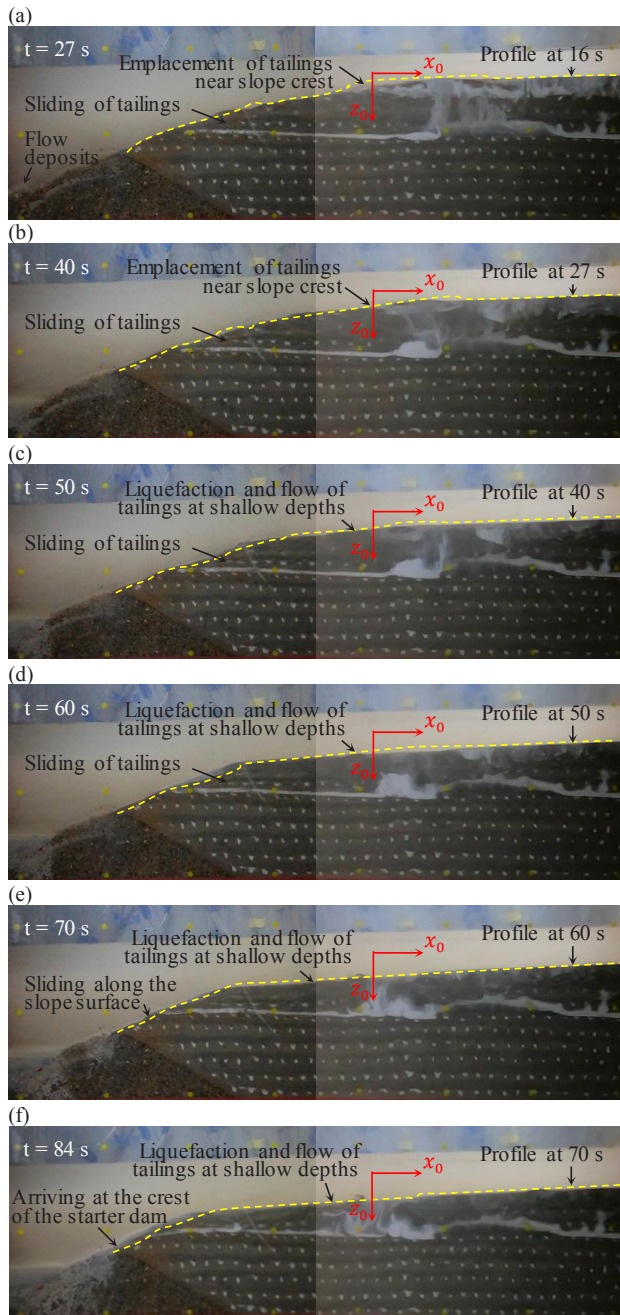 (a)
t = 27 s
Emplacement of tailings
near slope crest
x₀
Profile at 16 s
Sliding of tailings
z₀
Flow
deposits
(b)
t = 40 s
Emplacement of tailings
near slope crest
x₀
Profile at 27 s
Sliding of tailings
z₀
(c)
t = 50 s
Liquefaction and flow of
tailings at shallow depths
x₀
Profile at 40 s
Sliding of tailings
z₀
(d)
t = 60 s
Liquefaction and flow of
tailings at shallow depths
x₀
Profile at 50 s
Sliding of tailings
z₀
(e)
t = 70 s
Liquefaction and flow of
tailings at shallow depths
x₀
Profile at 60 s
Sliding along the
slope surface
z₀
(f)
t = 84 s
Liquefaction and flow of
tailings at shallow depths
x₀
Profile at 70 s
Arriving at the crest
of the starter dam
z₀